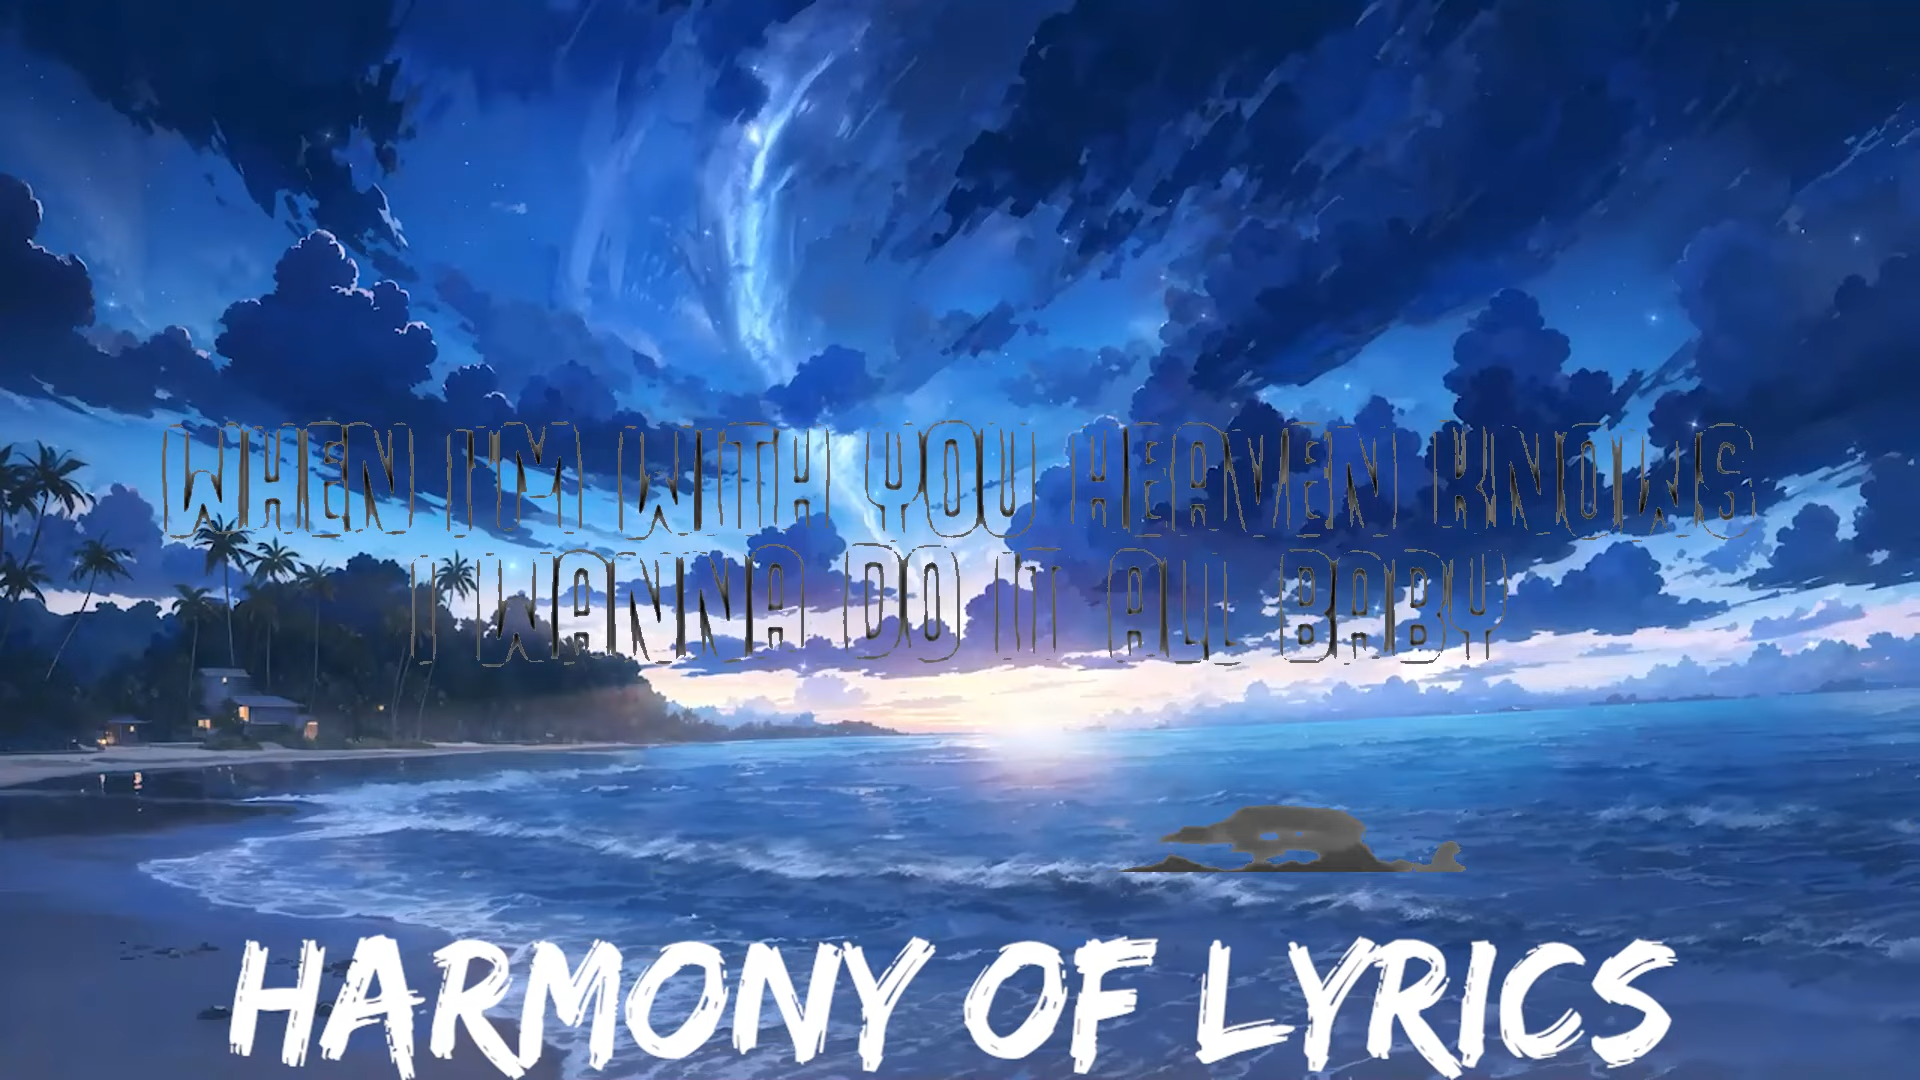 WHEN I'M WITH YOU HEAVEN KNOWS
I WANNA DO IT ALL BABY
HARMONY OF LYRICS